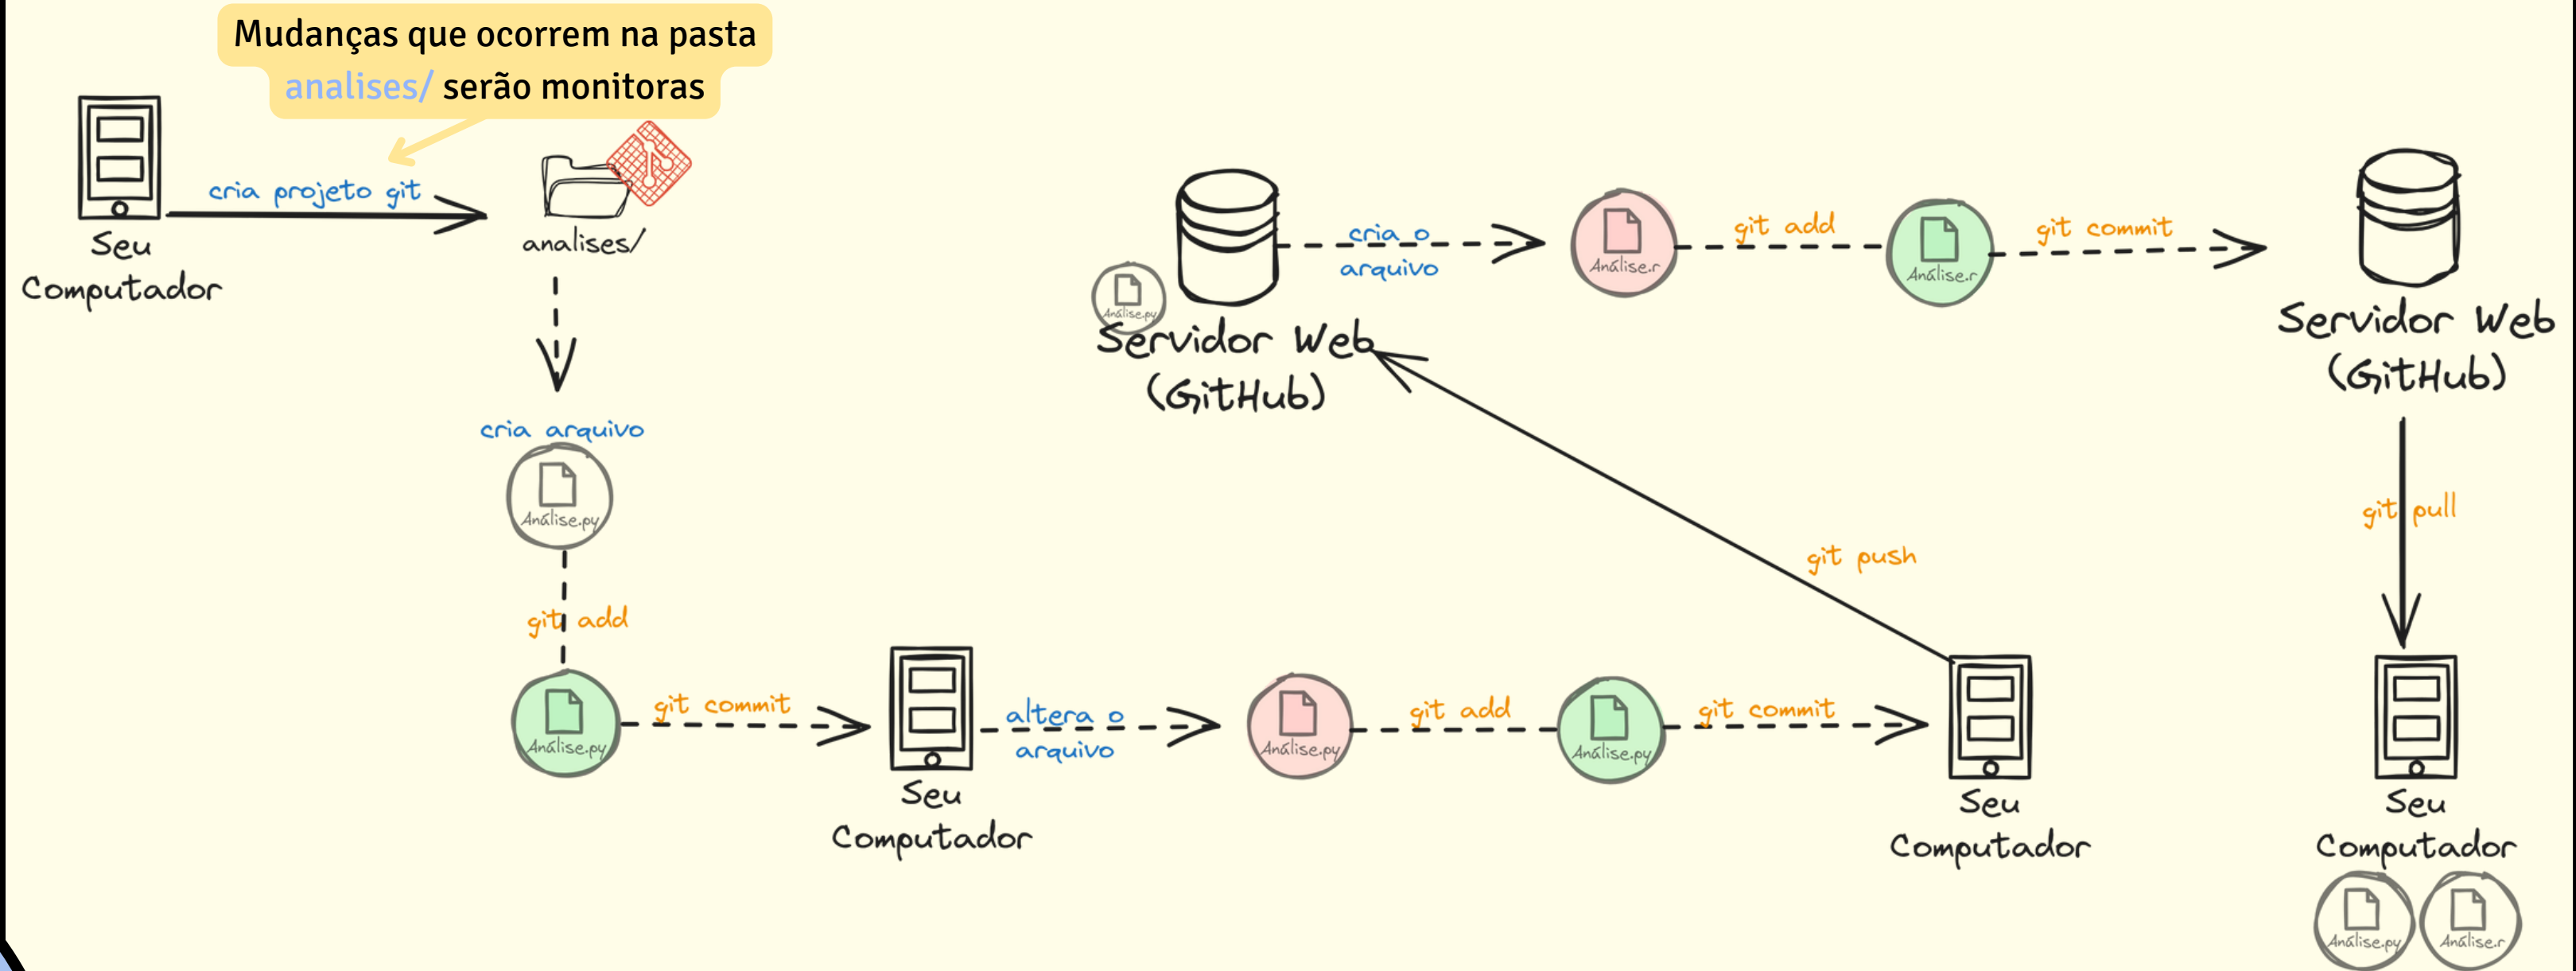 Mudanças que ocorrem na pasta
analises/ serão monitoras
cria projeto git
Seu
Computador
analises/
cria arquivo
Análise.py
git add
Análise.py
git commit
Seu
Computador
altera o
arquivo
Análise.py
git add
Análise.py
git commit
Seu
Computador
git push
Análise.py
Servidor Web
(GitHub)
cria o
arquivo
Análise.r
git add
Análise.r
git commit
Servidor Web
(GitHub)
git pull
Seu
Computador
Análise.py
Análise.r